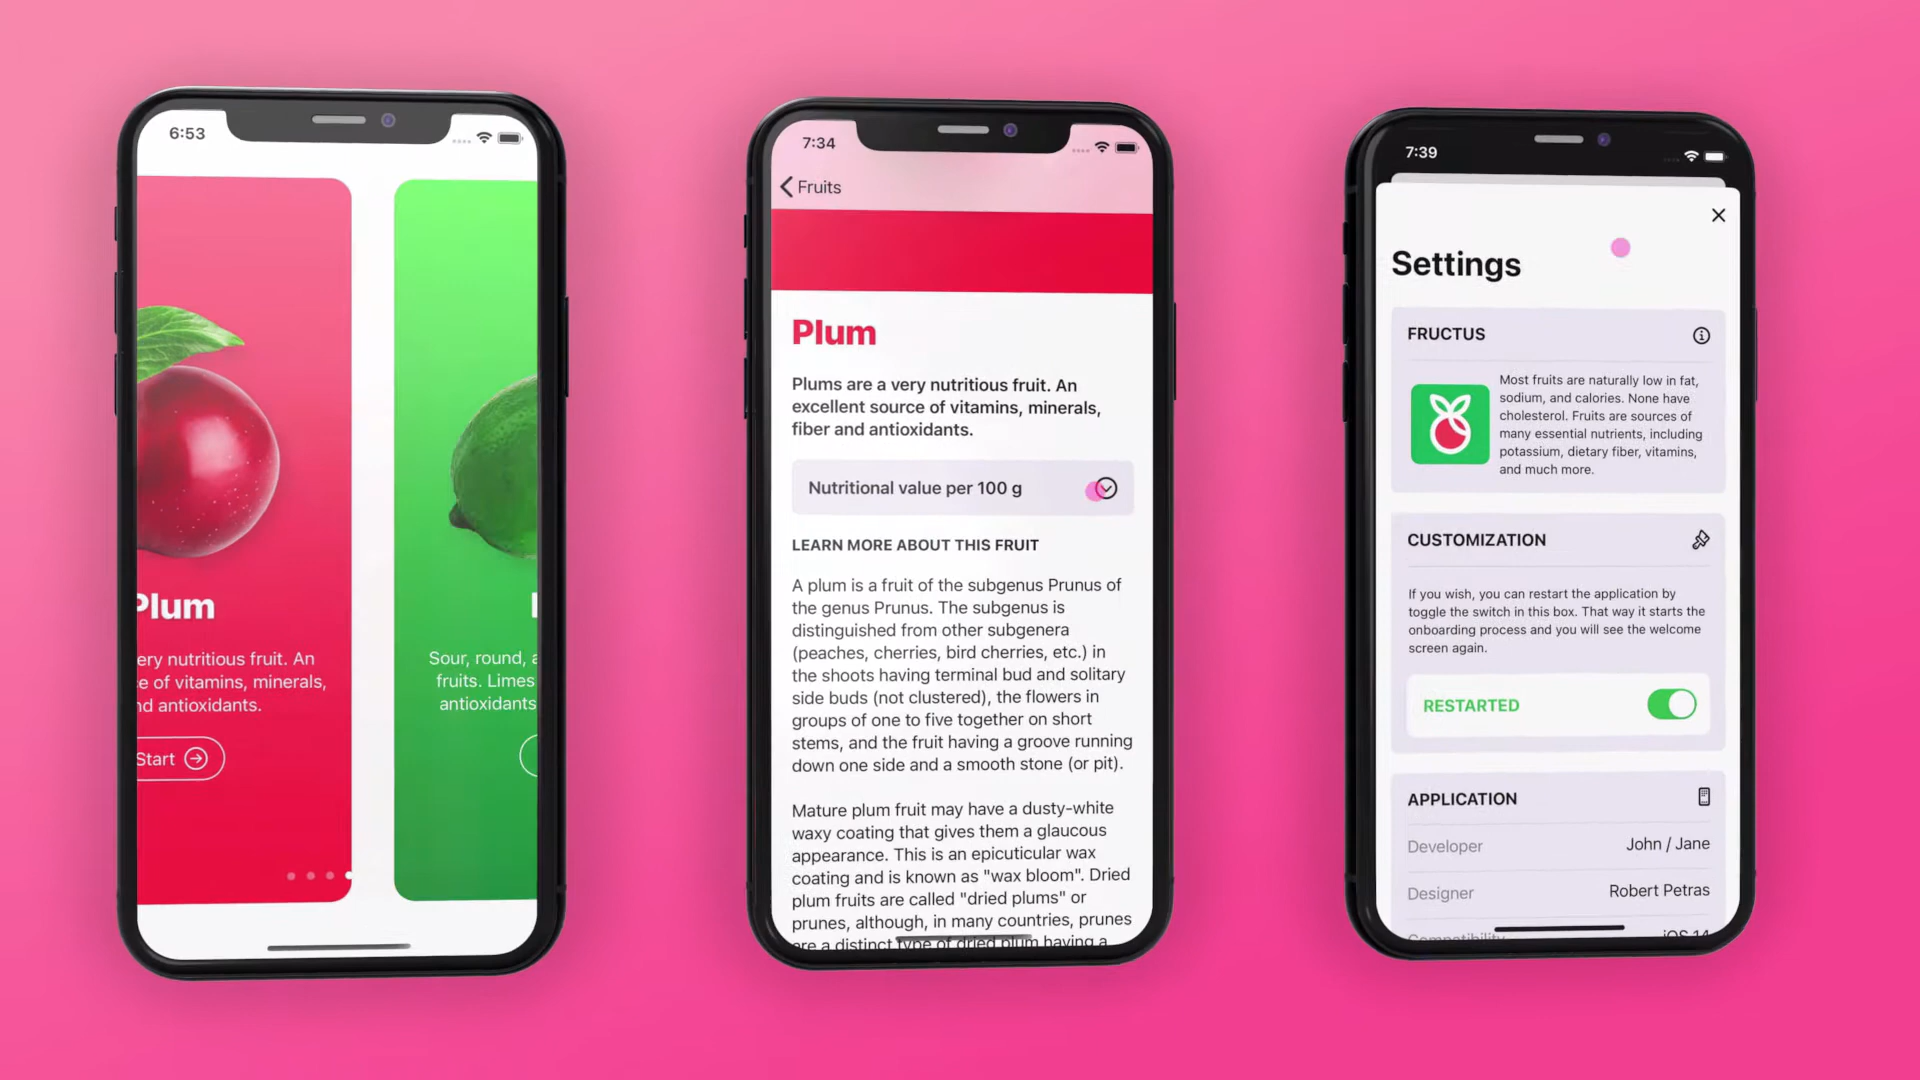 6:53
Plum
ery nutritious fruit. An
e of vitamins, minerals,
nd antioxidants.
Start
Sour, round,
fruits. Limes
antioxidants
7:34
Fruits
Plum
Plums are a very nutritious fruit. An
excellent source of vitamins, minerals,
fiber and antioxidants.
Nutritional value per 100 g
LEARN MORE ABOUT THIS FRUIT
A plum is a fruit of the subgenus Prunus of
the genus Prunus. The subgenus is
distinguished from other subgenera
(peaches, cherries, bird cherries, etc.) in
the shoots having terminal bud and solitary
side buds (not clustered), the flowers in
groups of one to five together on short
stems, and the fruit having a groove running
down one side and a smooth stone (or pit).
Mature plum fruit may have a dusty-white
waxy coating that gives them a glaucous
appearance. This is an epicuticular wax
coating and is known as "wax bloom". Dried
plum fruits are called "dried plums" or
prunes, although, in many countries, prunes
are a distinct type of dried plum having a
7:39
Settings
FRUCTUS
Most fruits are naturally low in fat,
sodium, and calories. None have
cholesterol. Fruits are sources of
many essential nutrients, including
potassium, dietary fiber, vitamins,
and much more.
CUSTOMIZATION
If you wish, you can restart the application by
toggle the switch in this box. That way it starts the
onboarding process and you will see the welcome
screen again.
RESTARTED
APPLICATION
Developer John / Jane
Designer Robert Petras
Compatibility iOS 14